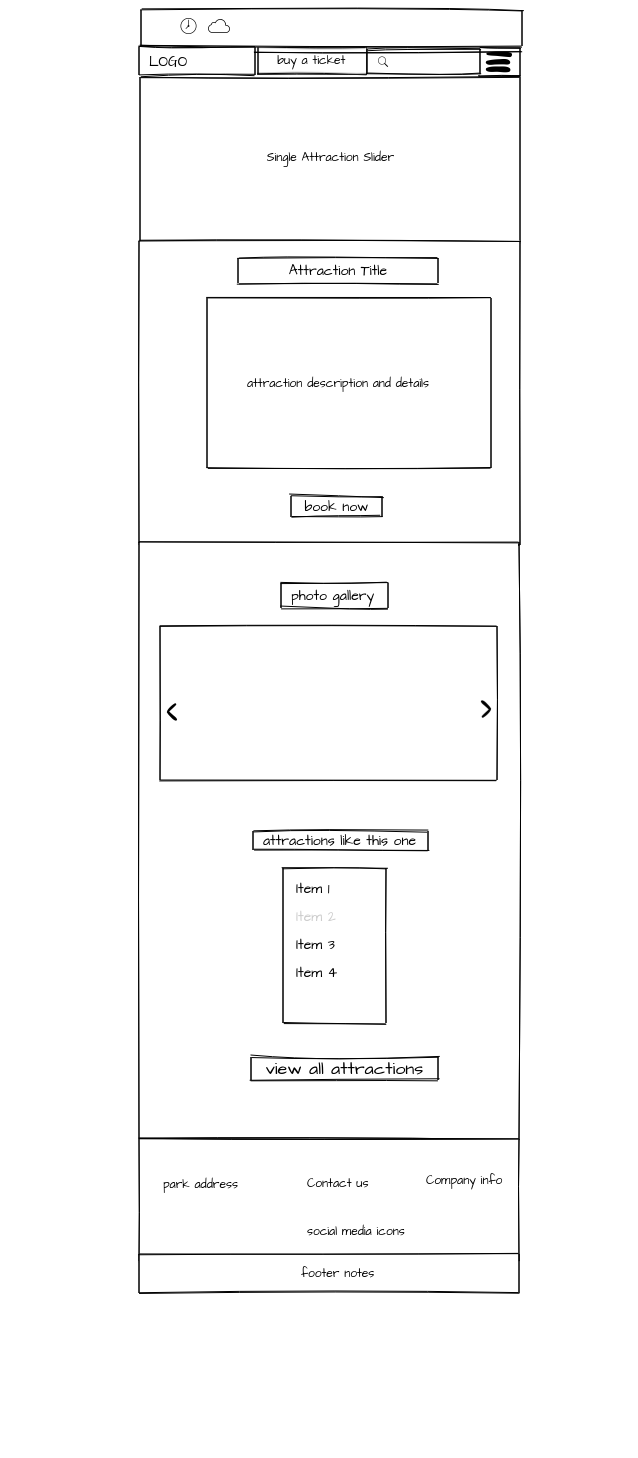 LOGO
buy a ticket
Single Attraction Slider
Attraction Title
attraction description and details
book now
photo gallery
attractions like this one
Item 1
Item 2
Item 3
Item 4
view all attractions
park address
Contact us
Company info
social media icons
footer notes